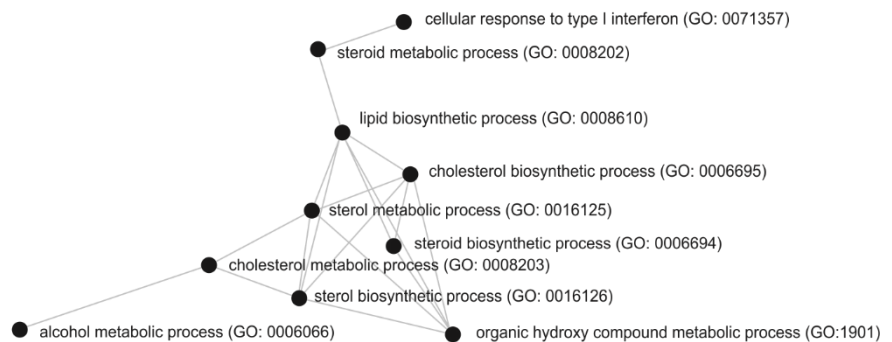 cellular response to type I interferon (GO: 0071357)
steroid metabolic process (GO: 0008202)
lipid biosynthetic process (GO: 0008610)
cholesterol biosynthetic process (GO: 0006695)
sterol metabolic process (GO: 0016125)
steroid biosynthetic process (GO: 0006694)
cholesterol metabolic process (GO: 0008203)
sterol biosynthetic process (GO: 0016126)
alcohol metabolic process (GO: 0006066)
organic hydroxy compound metabolic process (GO:1901)